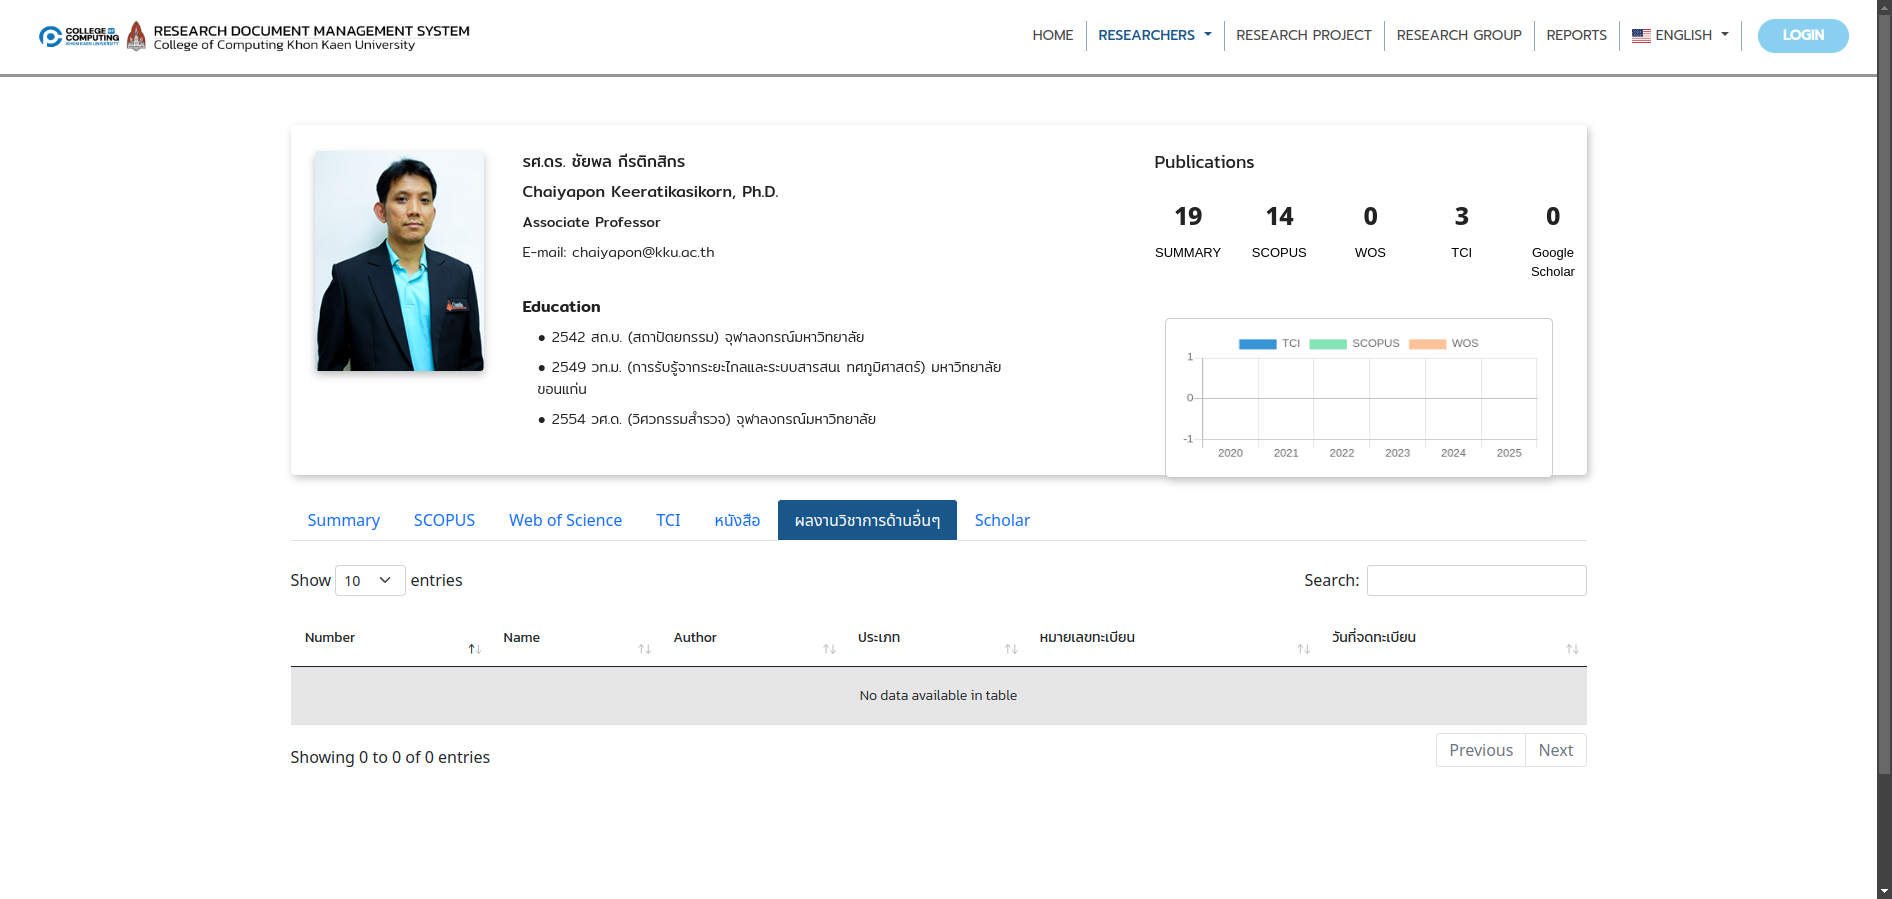 COLLEGE OF COMPUTING
KHON KAEN UNIVERSITY
RESEARCH DOCUMENT MANAGEMENT SYSTEM
College of Computing Khon Kaen University
HOME RESEARCHERS RESEARCH PROJECT RESEARCH GROUP REPORTS ENGLISH LOGIN
รศ.ดร. ชัยพล กีรติกสิกร
Chaiyapon Keeratikasikorn, Ph.D.
Associate Professor
E-mail: chaiyapon@kku.ac.th
Education
● 2542 สถ.บ. (สถาปัตยกรรม) จุฬาลงกรณ์มหาวิทยาลัย
● 2549 วท.ม. (การรับรู้จากระยะไกลและระบบสารสนเ ทศภูมิศาสตร์) มหาวิทยาลัย
ขอนแก่น
● 2554 วศ.ด. (วิศวกรรมสำรวจ) จุฬาลงกรณ์มหาวิทยาลัย
Publications
19 14 0 3 0
SUMMARY SCOPUS WOS TCI Google
Scholar
TCI SCOPUS WOS
1
0
-1
2020 2021 2022 2023 2024 2025
Summary SCOPUS Web of Science TCI หนังสือ ผลงานวิชาการด้านอื่นๆ Scholar
Show 10 entries Search:
Number Name Author ประเภท หมายเลขทะเบียน วันที่จดทะเบียน
No data available in table
Showing 0 to 0 of 0 entries Previous Next